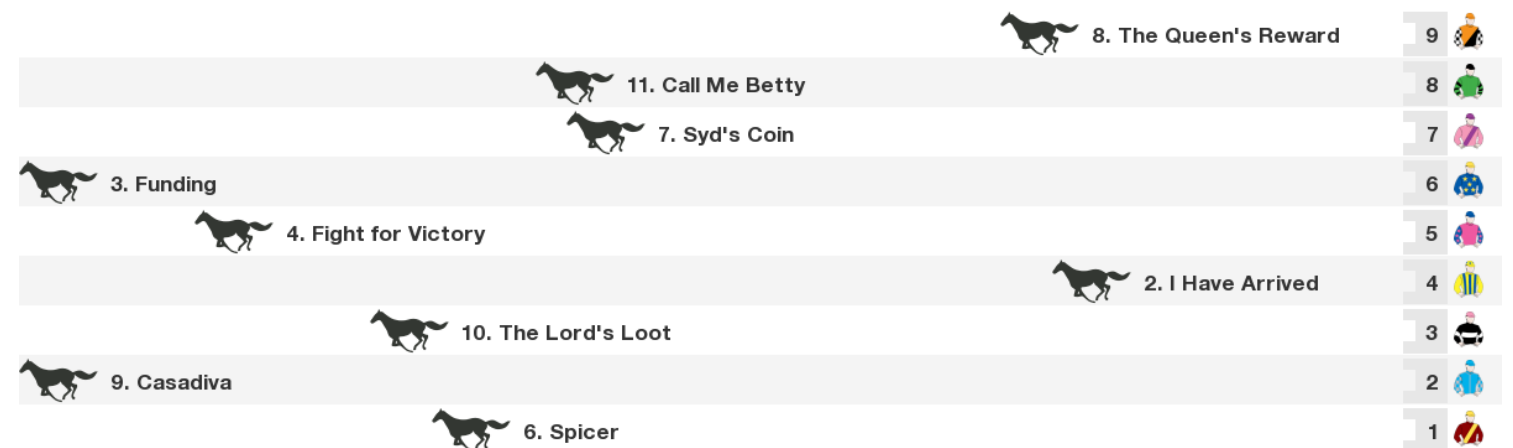 8. The Queen's Reward 9
11. Call Me Betty 8
7. Syd's Coin 7
3. Funding 6
4. Fight for Victory 5
2. I Have Arrived 4
10. The Lord's Loot 3
9. Casadiva 2
6. Spicer 1